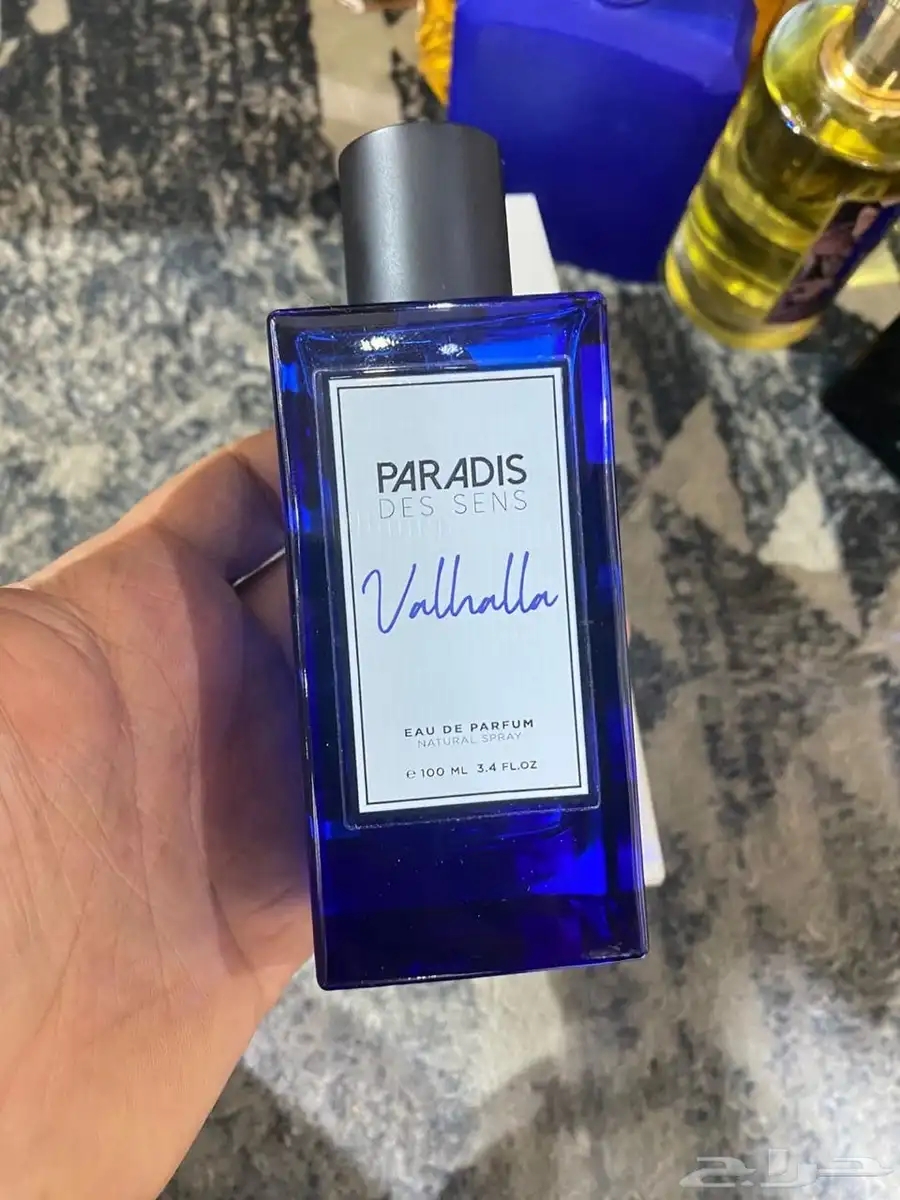 PARADIS
DES SENS
Valhalla
EAU DE PARFUM
NATURAL SPRAY
℮ 100 ML 3.4 FL.OZ
حراج